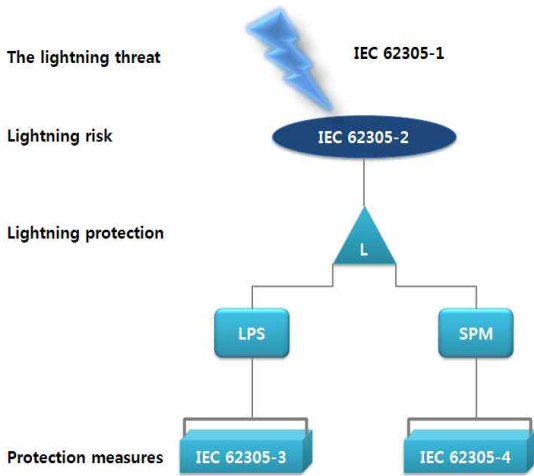 The lightning threat
IEC 62305-1
Lightning risk
IEC 62305-2
Lightning protection
L
LPS
SPM
Protection measures
IEC 62305-3
IEC 62305-4